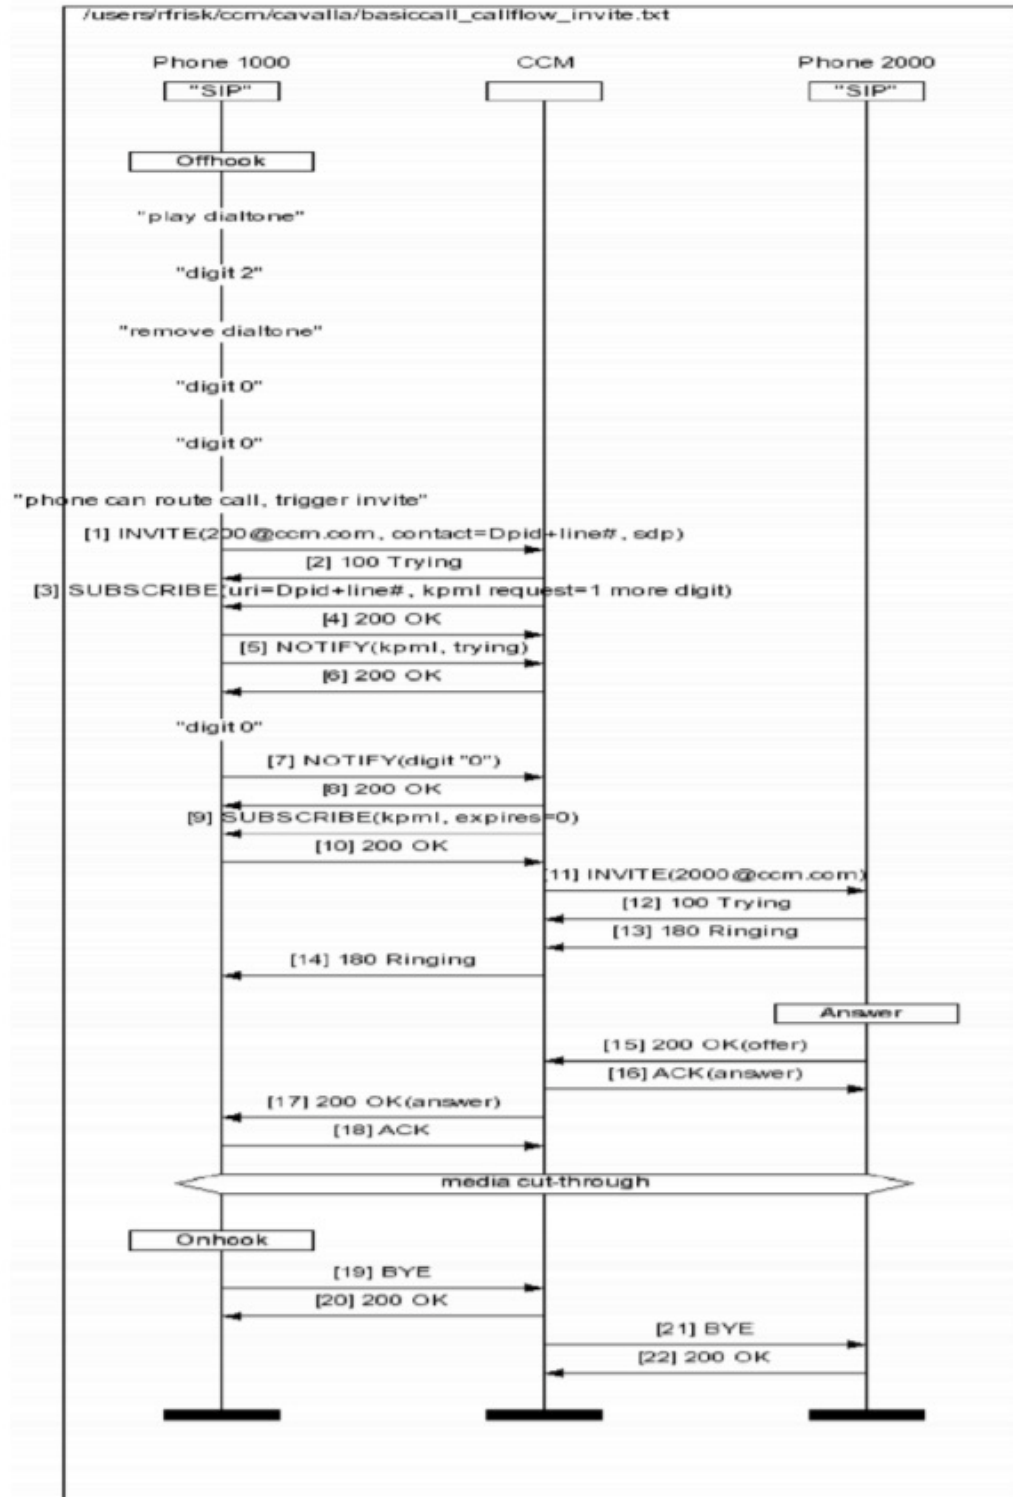 /users/rfrisk/ccm/cavalla/basiccall_callflow_invite.txt
Phone 1000 CCM Phone 2000
"SIP" "SIP"
Offhook
"play dialtone"
"digit 2"
"remove dialtone"
"digit 0"
"digit 0"
"phone can route call, trigger invite"
[1] INVITE(200@ccm.com, contact=Dpid+line#, sdp)
[2] 100 Trying
[3] SUBSCRIBE(uri=Dpid+line#, kpml request=1 more digit)
[4] 200 OK
[5] NOTIFY(kpml, trying)
[6] 200 OK
"digit 0"
[7] NOTIFY(digit "0")
[8] 200 OK
[9] SUBSCRIBE(kpml, expires=0)
[10] 200 OK
[11] INVITE(2000@ccm.com)
[12] 100 Trying
[13] 180 Ringing
[14] 180 Ringing
Answer
[15] 200 OK(offer)
[16] ACK(answer)
[17] 200 OK(answer)
[18] ACK
media cut-through
Onhook
[19] BYE
[20] 200 OK
[21] BYE
[22] 200 OK